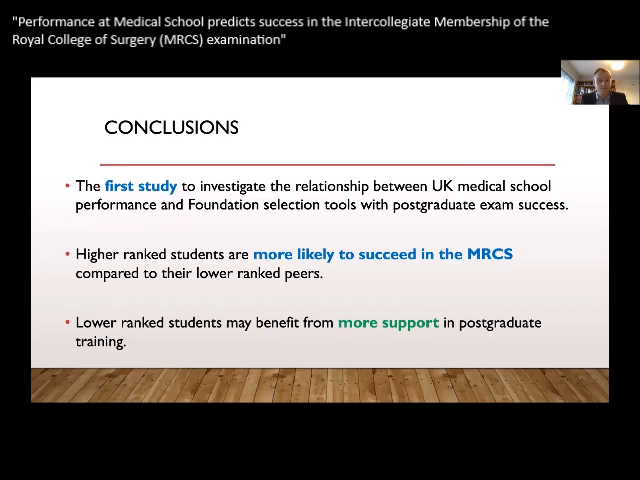 "Performance at Medical School predicts success in the Intercollegiate Membership of the
Royal College of Surgery (MRCS) examination"
CONCLUSIONS
• The first study to investigate the relationship between UK medical school
performance and Foundation selection tools with postgraduate exam success.
• Higher ranked students are more likely to succeed in the MRCS
compared to their lower ranked peers.
• Lower ranked students may benefit from more support in postgraduate
training.